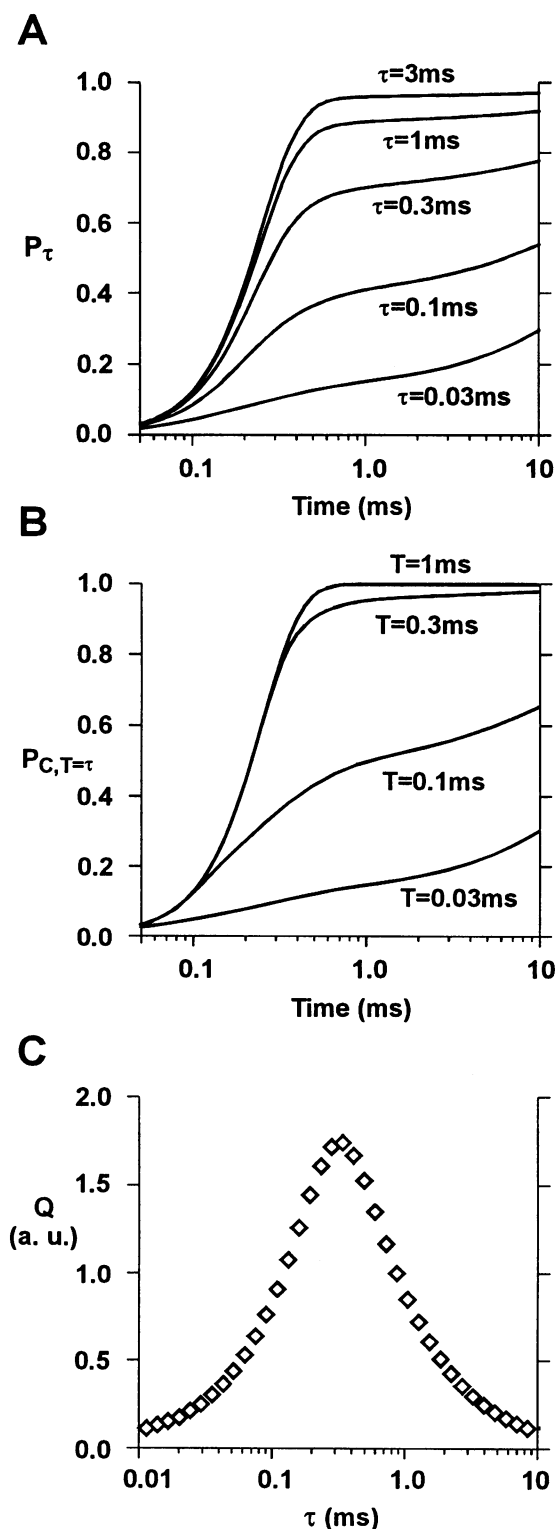 A
τ=3ms
1.0
τ=1ms
0.8
τ=0.3ms
0.6
Pτ
0.4
τ=0.1ms
0.2
τ=0.03ms
0.0
0.1 1.0 10
Time (ms)
B
T=1ms
1.0
T=0.3ms
0.8
0.6
PC,T=τ
T=0.1ms
0.4
0.2
T=0.03ms
0.0
0.1 1.0 10
Time (ms)
C
2.0
1.5
Q
(a. u.)
1.0
0.5
0.0
0.01 0.1 1.0 10
τ (ms)